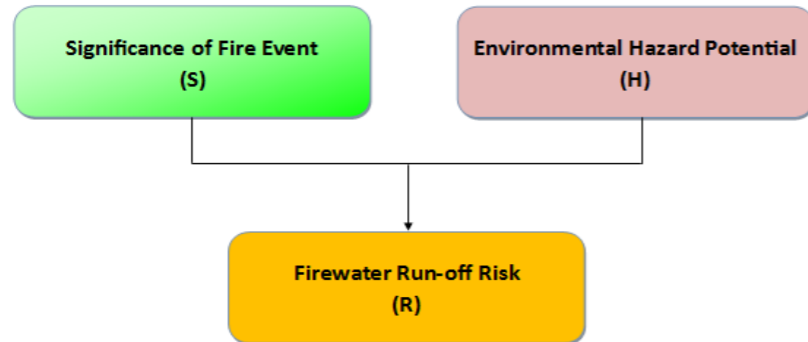 Significance of Fire Event
(S)
Environmental Hazard Potential
(H)
Firewater Run-off Risk
(R)